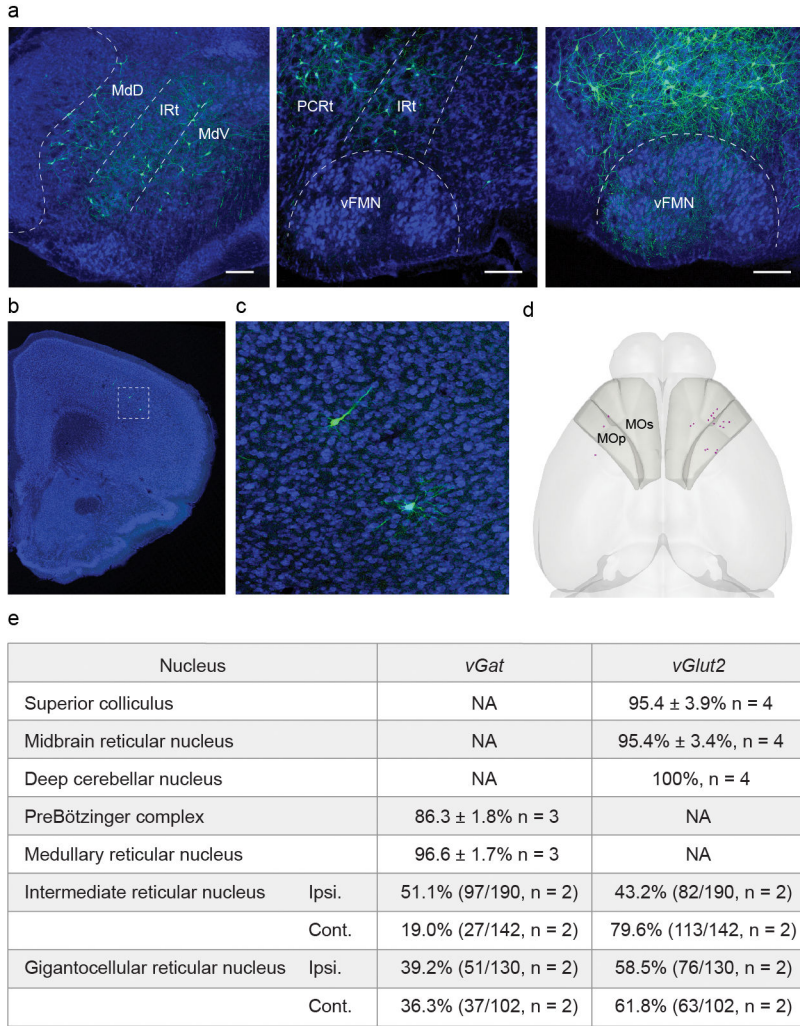 a
MdD
IRt
MdV
PCRt
IRt
vFMN
vFMN
b
c
d
MOs
MOp
e
Nucleus vGat vGlut2
Superior colliculus NA 95.4 ± 3.9% n = 4
Midbrain reticular nucleus NA 95.4% ± 3.4%, n = 4
Deep cerebellar nucleus NA 100%, n = 4
PreBötzinger complex 86.3 ± 1.8% n = 3 NA
Medullary reticular nucleus 96.6 ± 1.7% n = 3 NA
Intermediate reticular nucleus Ipsi. 51.1% (97/190, n = 2) 43.2% (82/190, n = 2)
Cont. 19.0% (27/142, n = 2) 79.6% (113/142, n = 2)
Gigantocellular reticular nucleus Ipsi. 39.2% (51/130, n = 2) 58.5% (76/130, n = 2)
Cont. 36.3% (37/102, n = 2) 61.8% (63/102, n = 2)